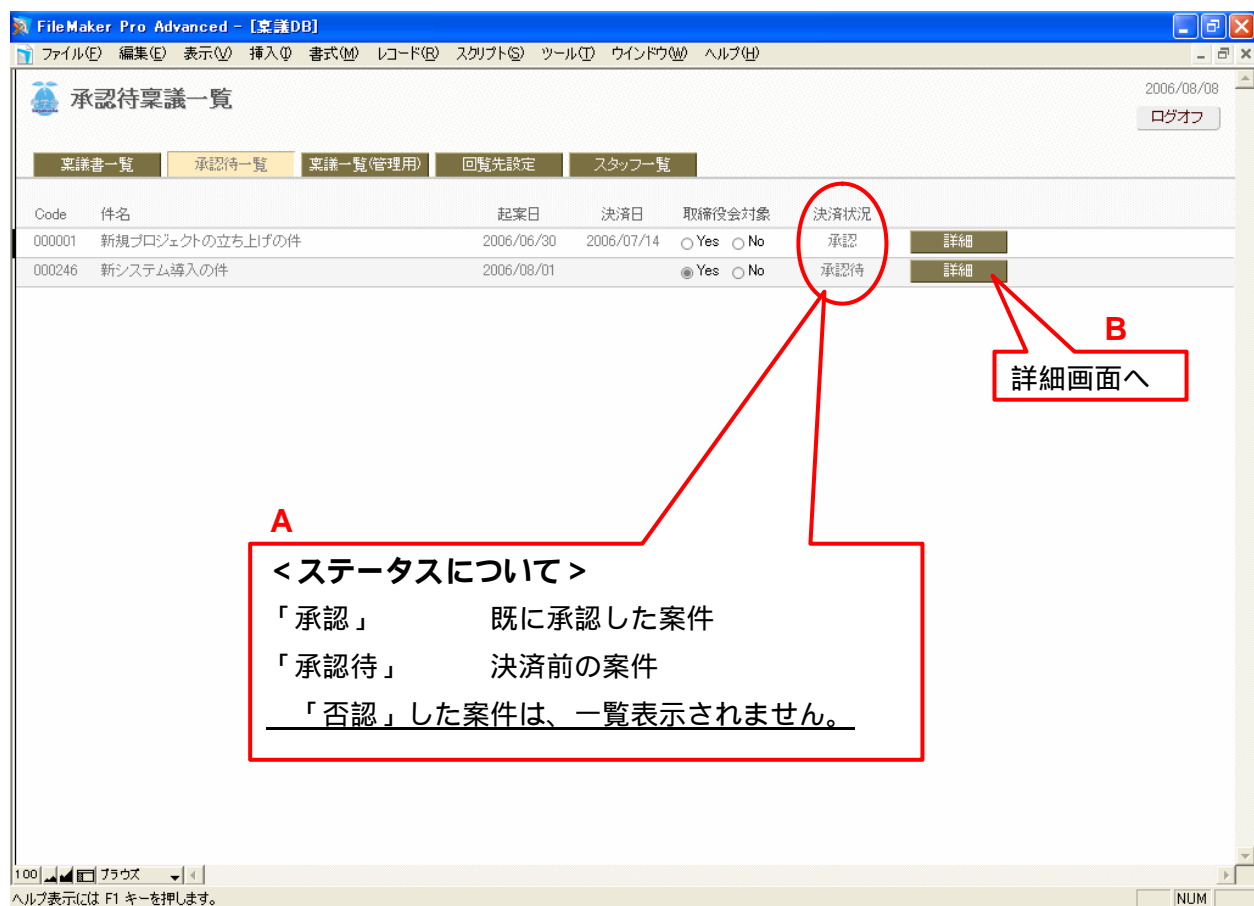 FileMaker Pro Advanced - [稟議DB]
ファイル(F) 編集(E) 表示(V) 挿入(I) 書式(M) レコード(R) スクリプト(S) ツール(T) ウインドウ(W) ヘルプ(H)
2006/08/08
承認待稟議一覧
ログオフ
稟議書一覧 承認待一覧 稟議一覧(管理用) 回覧先設定 スタッフ一覧
Code 件名 起案日 決済日 取締役会対象 決済状況
000001 新規プロジェクトの立ち上げの件 2006/06/30 2006/07/14 Yes No 承認 詳細
000246 新システム導入の件 2006/08/01 Yes No 承認待 詳細
B
詳細画面へ
A
<ステータスについて>
「承認」 既に承認した案件
「承認待」 決済前の案件
「否認」した案件は、一覧表示されません。
100 ブラウズ
ヘルプ表示には F1 キーを押します。 NUM